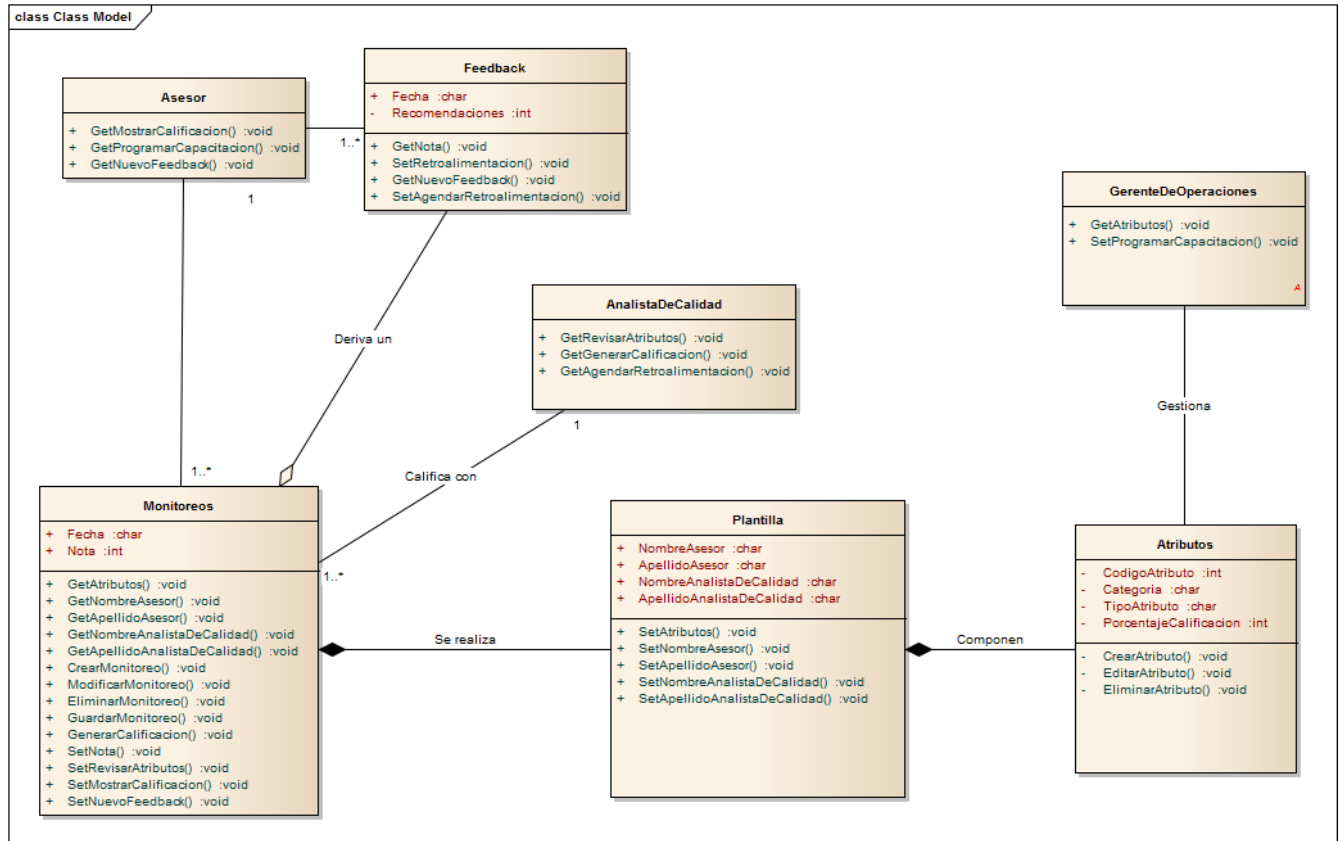 class Class Model
Asesor
+ GetMostrarCalificacion() :void
+ GetProgramarCapacitacion() :void
+ GetNuevoFeedback() :void
Feedback
+ Fecha :char
- Recomendaciones :int
+ GetNota() :void
+ SetRetroalimentacion() :void
+ GetNuevoFeedback() :void
+ SetAgendarRetroalimentacion() :void
1..*
1
GerenteDeOperaciones
+ GetAtributos() :void
+ SetProgramarCapacitacion() :void
A
AnalistaDeCalidad
+ GetRevisarAtributos() :void
+ GetGenerarCalificacion() :void
+ GetAgendarRetroalimentacion() :void
Deriva un
Gestiona
1
1..*
Califica con
Monitoreos
+ Fecha :char
+ Nota :int
+ GetAtributos() :void
+ GetNombreAsesor() :void
+ GetApellidoAsesor() :void
+ GetNombreAnalistaDeCalidad() :void
+ GetApellidoAnalistaDeCalidad() :void
+ CrearMonitoreo() :void
+ ModificarMonitoreo() :void
+ EliminarMonitoreo() :void
+ GuardarMonitoreo() :void
+ GenerarCalificacion() :void
+ SetNota() :void
+ SetRevisarAtributos() :void
+ SetMostrarCalificacion() :void
+ SetNuevoFeedback() :void
1..*
Se realiza
Plantilla
+ NombreAsesor :char
+ ApellidoAsesor :char
+ NombreAnalistaDeCalidad :char
+ ApellidoAnalistaDeCalidad :char
+ SetAtributos() :void
+ SetNombreAsesor() :void
+ SetApellidoAsesor() :void
+ SetNombreAnalistaDeCalidad() :void
+ SetApellidoAnalistaDeCalidad() :void
Componen
Atributos
- CodigoAtributo :int
- Categoria :char
- TipoAtributo :char
- PorcentajeCalificacion :int
- CrearAtributo() :void
- EditarAtributo() :void
- EliminarAtributo() :void